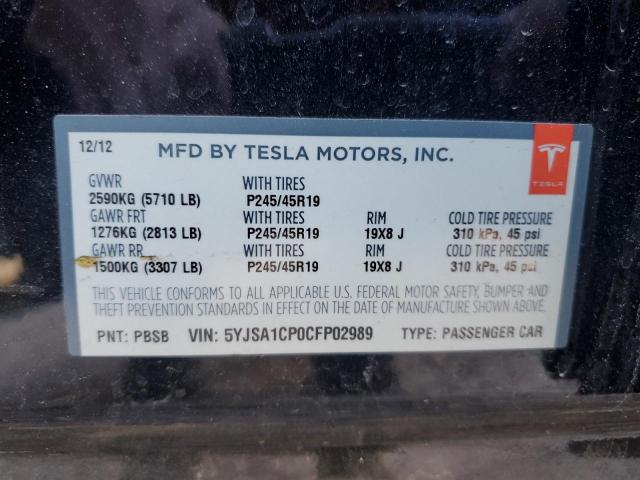 12/12 MFD BY TESLA MOTORS, INC.
TESLA
GVWR WITH TIRES
2590KG (5710 LB) P245/45R19
GAWR FRT WITH TIRES RIM COLD TIRE PRESSURE
1276KG (2813 LB) P245/45R19 19X8 J 310 kPa, 45 psi
GAWR RR WITH TIRES RIM COLD TIRE PRESSURE
1500KG (3307 LB) P245/45R19 19X8 J 310 kPa, 45 psi
THIS VEHICLE CONFORMS TO ALL APPLICABLE U.S. FEDERAL MOTOR SAFETY, BUMPER AND
THEFT PREVENTION STANDARDS IN EFFECT ON THE DATE OF MANUFACTURE SHOWN ABOVE.
PNT: PBSB VIN: 5YJSA1CP0CFP02989 TYPE: PASSENGER CAR